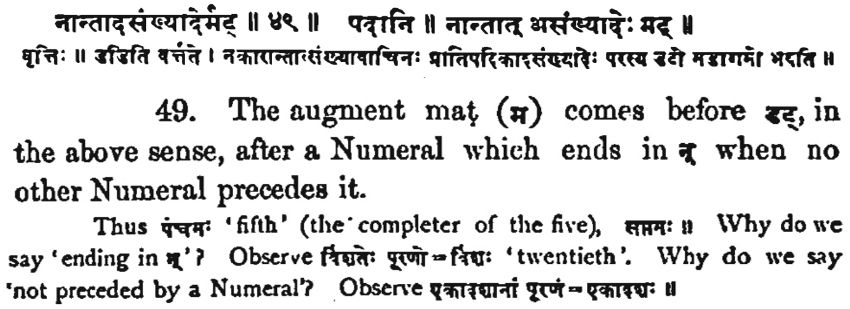 नान्तादसंख्यादेर्मट् ॥ ४९ ॥ पदानि ॥ नान्तात् असंख्यादेः मट् ॥
वृत्तिः ॥ डडिति वर्त्तते । नकारान्तात्संख्यावाचिनः प्रातिपदिकादसंख्यादेः परस्य डटो मडागमो भवति ॥
49. The augment maṭ (म) comes before डट्, in
the above sense, after a Numeral which ends in न् when no
other Numeral precedes it.
Thus पंचमः 'fifth' (the completer of the five), सप्तमः ॥ Why do we
say 'ending in न्'? Observe विंशतेः पूरणो = विंशः 'twentieth'. Why do we say
'not preceded by a Numeral'? Observe एकादशानां पूरणं = एकादशः ॥